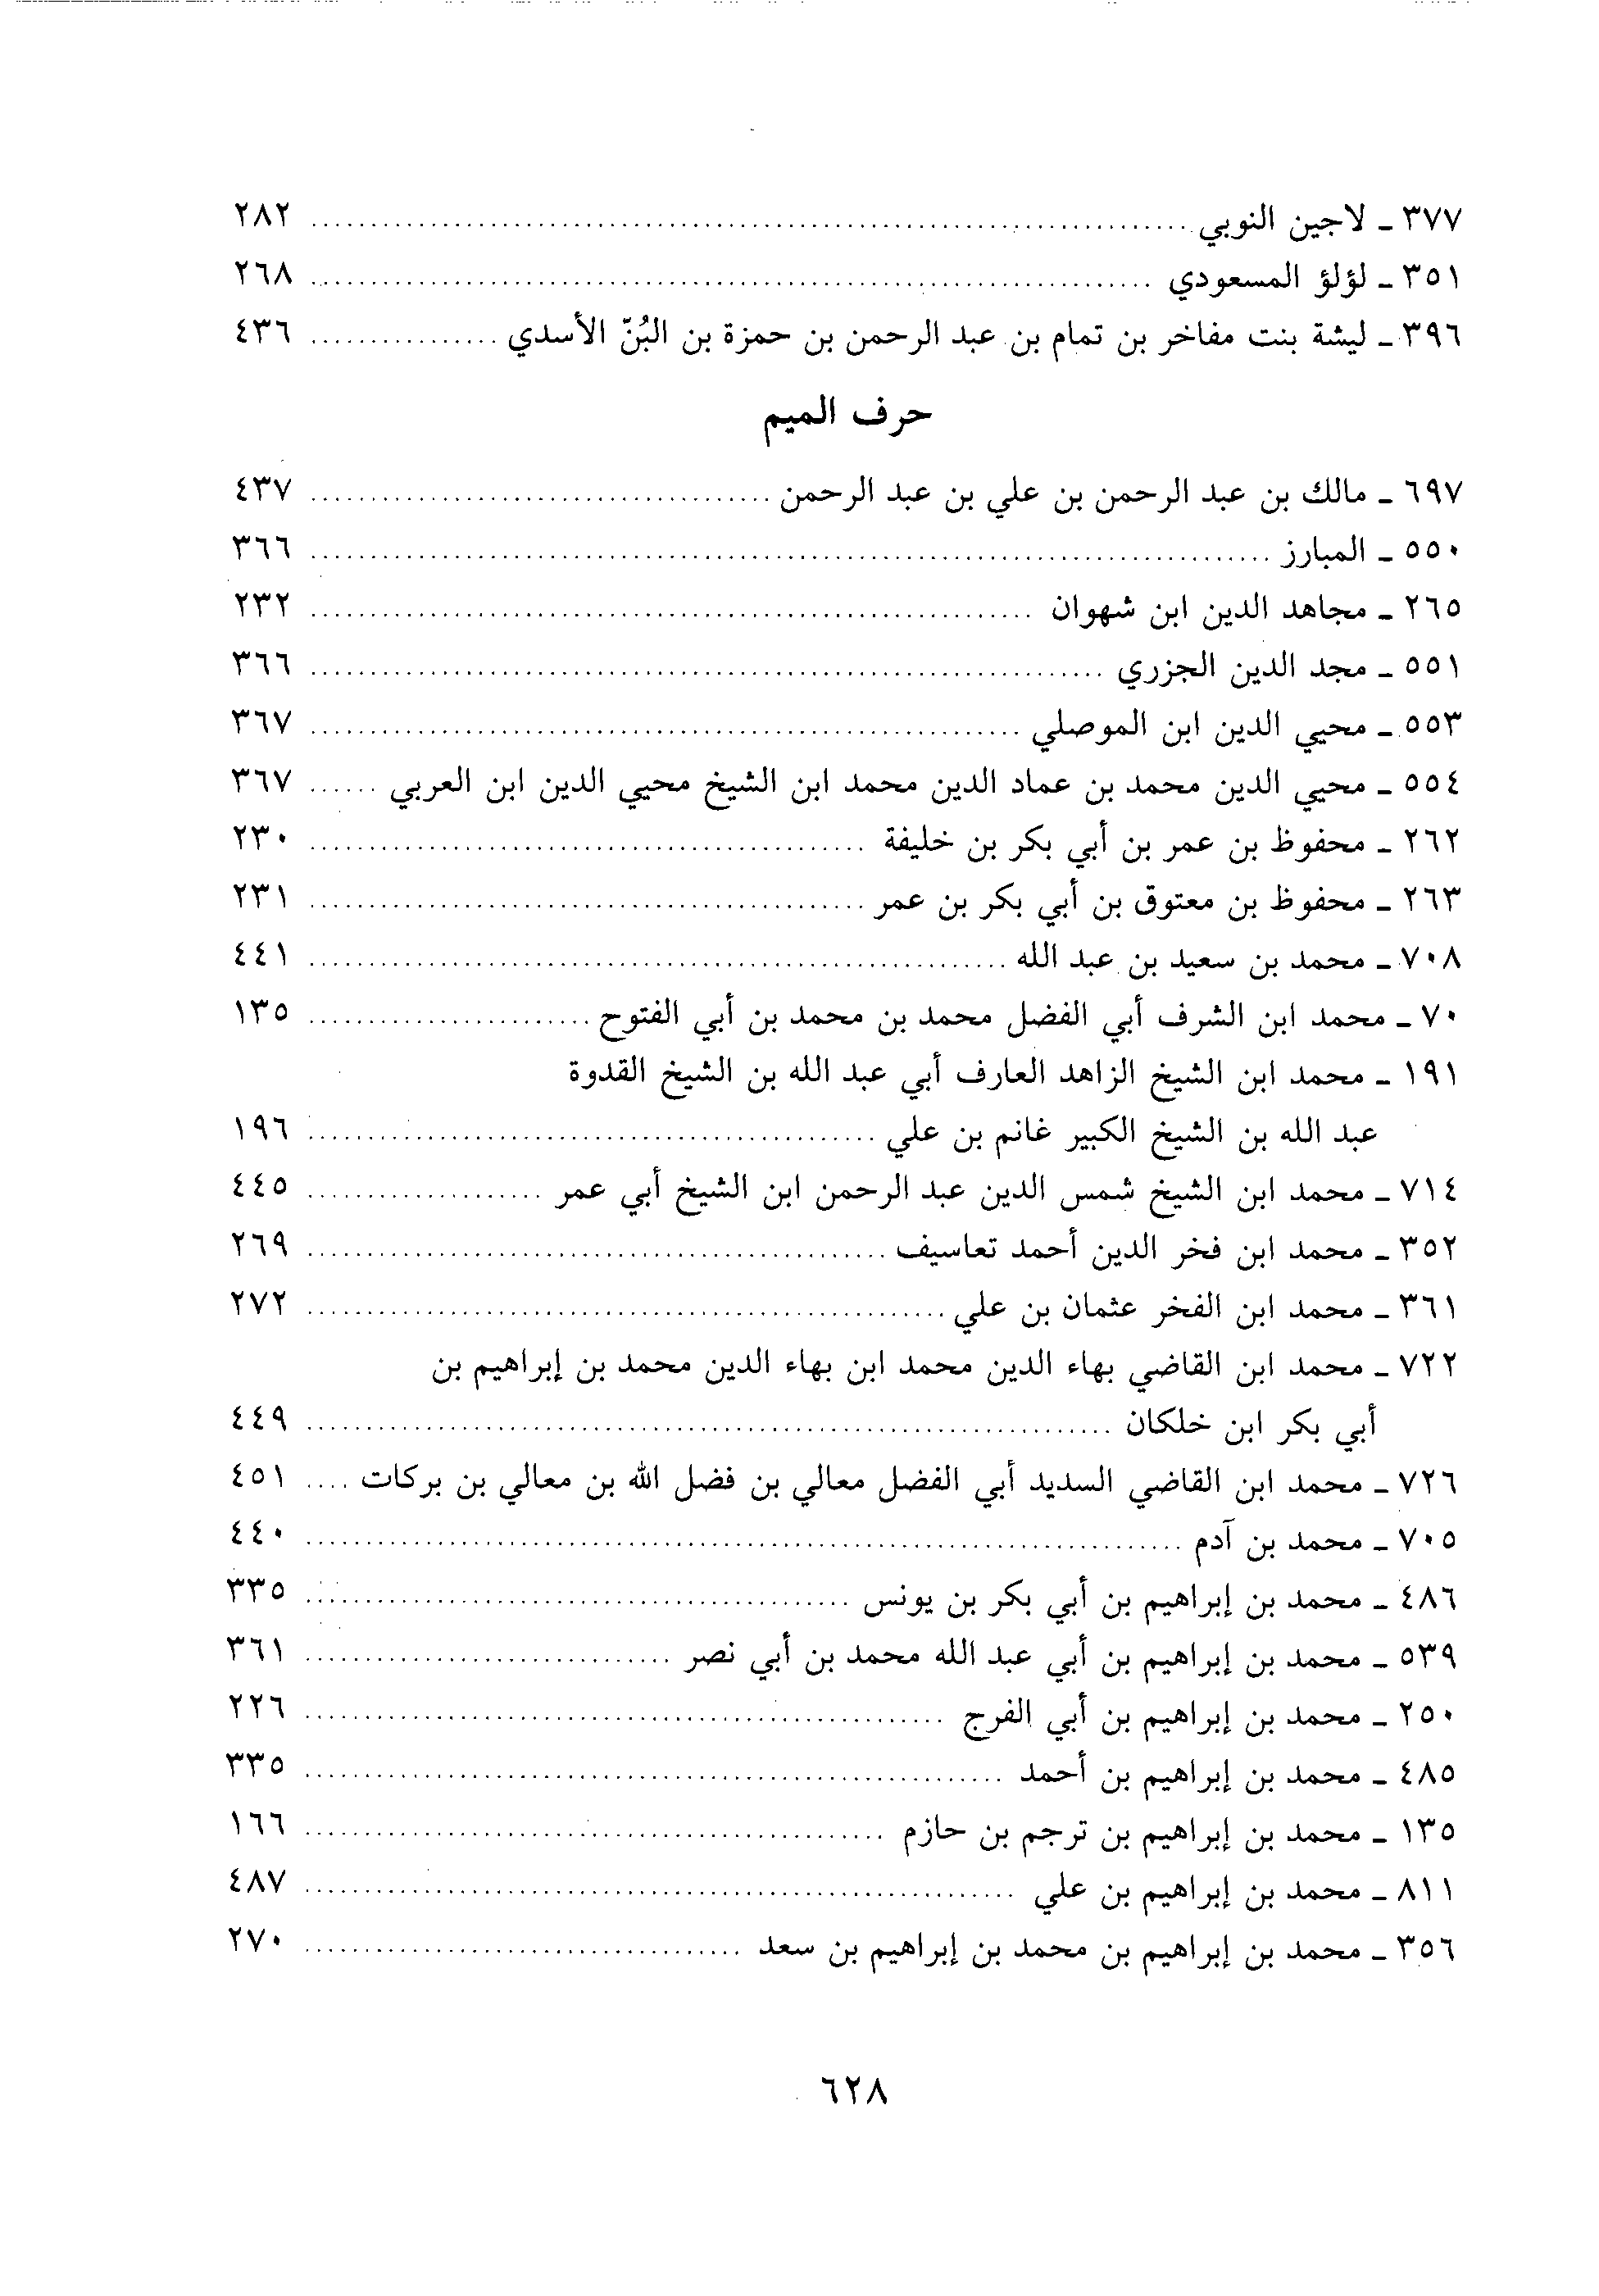 ٣٧٧ ـ لاجين النوبي ........ ٢٨٢
٣٥١ ـ لؤلؤ المسعودي ........ ٢٦٨
٣٩٦ ـ ليشة بنت مفاخر بن تمام بن عبد الرحمن بن حمزة بن البُنّ الأسدي ........ ٤٣٦
حرف الميم
٦٩٧ ـ مالك بن عبد الرحمن بن علي بن عبد الرحمن ........ ٤٣٧
٥٥٠ ـ المبارز ........ ٣٦٦
٢٦٥ ـ مجاهد الدين ابن شهوان ........ ٢٣٢
٥٥١ ـ مجد الدين الجزري ........ ٣٦٦
٥٥٣ ـ محيي الدين ابن الموصلي ........ ٣٦٧
٥٥٤ ـ محيي الدين محمد بن عماد الدين محمد ابن الشيخ محيي الدين ابن العربي ...... ٣٦٧
٢٦٢ ـ محفوظ بن عمر بن أبي بكر بن خليفة ........ ٢٣٠
٢٦٣ ـ محفوظ بن معتوق بن أبي بكر بن عمر ........ ٢٣١
٧٠٨ ـ محمد بن سعيد بن عبد الله ........ ٤٤١
٧٠ ـ محمد ابن الشرف أبي الفضل محمد بن محمد بن أبي الفتوح ........ ١٣٥
١٩١ ـ محمد ابن الشيخ الزاهد العارف أبي عبد الله بن الشيخ القدوة
عبد الله بن الشيخ الكبير غانم بن علي ........ ١٩٦
٧١٤ ـ محمد ابن الشيخ شمس الدين عبد الرحمن ابن الشيخ أبي عمر ........ ٤٤٥
٣٥٢ ـ محمد ابن فخر الدين أحمد تعاسيف ........ ٢٦٩
٣٦١ ـ محمد ابن الفخر عثمان بن علي ........ ٢٧٢
٧٢٢ ـ محمد ابن القاضي بهاء الدين محمد ابن بهاء الدين محمد بن إبراهيم بن
أبي بكر ابن خلكان ........ ٤٤٩
٧٢٦ ـ محمد ابن القاضي السديد أبي الفضل معالي بن فضل الله بن معالي بن بركات .... ٤٥١
٧٠٥ ـ محمد بن آدم ........ ٤٤٠
٤٨٦ ـ محمد بن إبراهيم بن أبي بكر بن يونس ........ ٣٣٥
٥٣٩ ـ محمد بن إبراهيم بن أبي عبد الله محمد بن أبي نصر ........ ٣٦١
٢٥٠ ـ محمد بن إبراهيم بن أبي الفرج ........ ٢٢٦
٤٨٥ ـ محمد بن إبراهيم بن أحمد ........ ٣٣٥
١٣٥ ـ محمد بن إبراهيم بن ترجم بن حازم ........ ١٦٦
٨١١ ـ محمد بن إبراهيم بن علي ........ ٤٨٧
٣٥٦ ـ محمد بن إبراهيم بن محمد بن إبراهيم بن سعد ........ ٢٧٠
٦٢٨